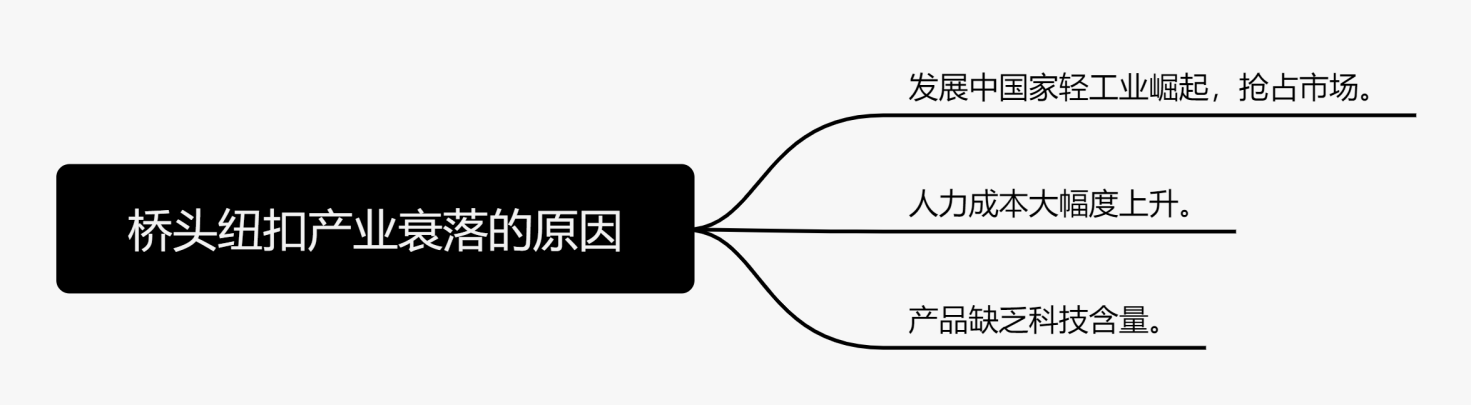 桥头纽扣产业衰落的原因
发展中国家轻工业崛起，抢占市场。
人力成本大幅度上升。
产品缺乏科技含量。